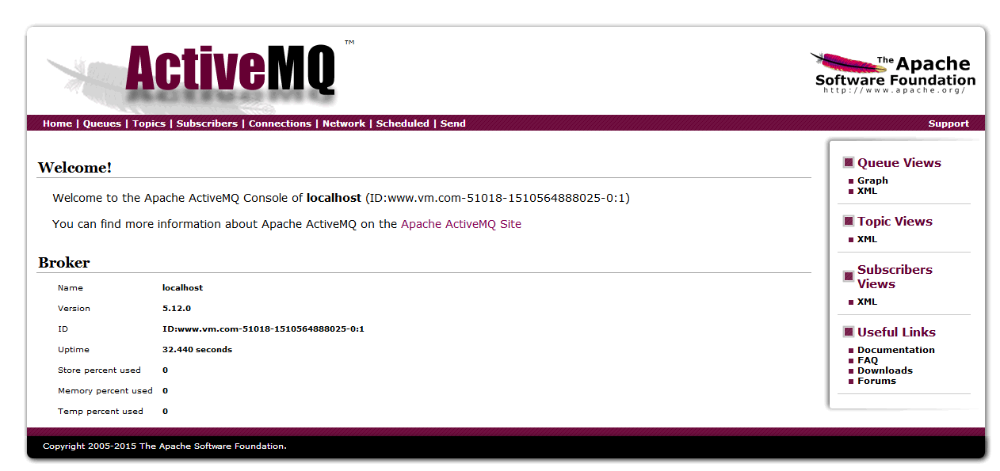 ActiveMQ ™
The Apache
Software Foundation
http://www.apache.org/
Home | Queues | Topics | Subscribers | Connections | Network | Scheduled | Send
Support
Welcome!
Welcome to the Apache ActiveMQ Console of localhost (ID:www.vm.com-51018-1510564888025-0:1)
You can find more information about Apache ActiveMQ on the Apache ActiveMQ Site
Broker
Name localhost
Version 5.12.0
ID ID:www.vm.com-51018-1510564888025-0:1
Uptime 32.440 seconds
Store percent used 0
Memory percent used 0
Temp percent used 0
Queue Views
Graph
XML
Topic Views
XML
Subscribers
Views
XML
Useful Links
Documentation
FAQ
Downloads
Forums
Copyright 2005-2015 The Apache Software Foundation.